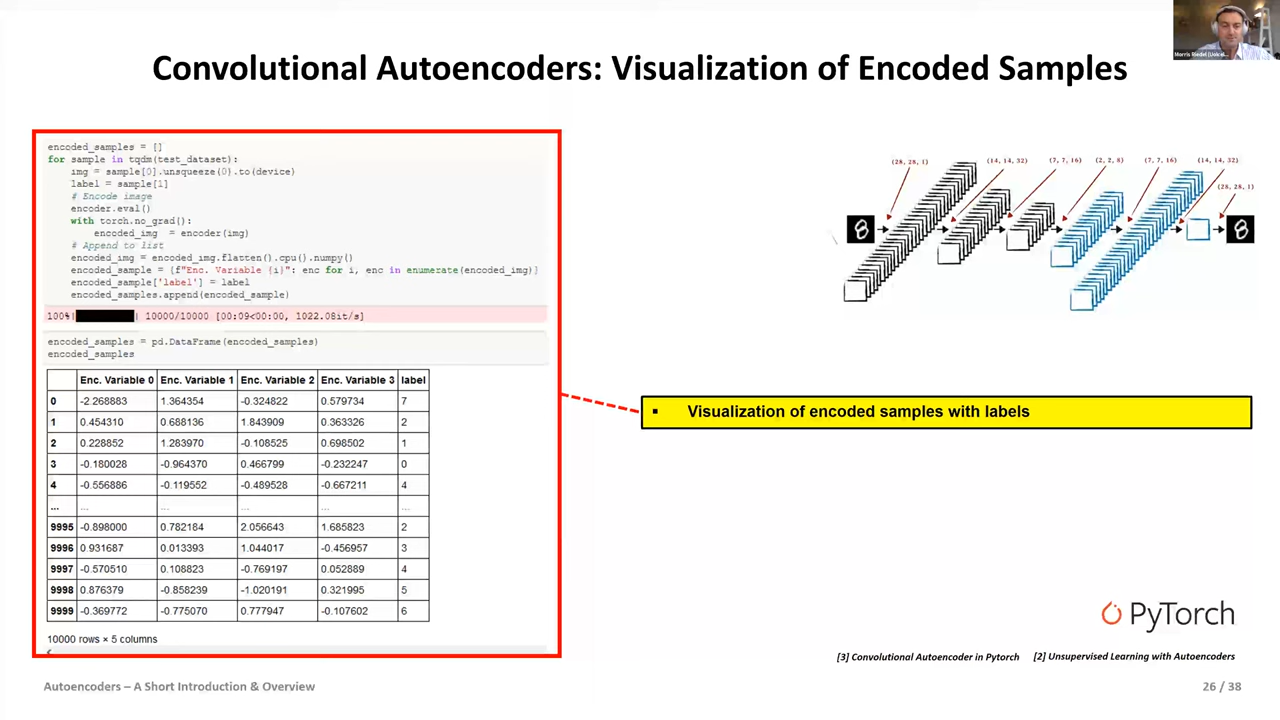 Morris Riedel (Uni.Icel...
Convolutional Autoencoders: Visualization of Encoded Samples
encoded_samples = []
for sample in tqdm(test_dataset):
img = sample[0].unsqueeze(0).to(device)
label = sample[1]
# Encode image
encoder.eval()
with torch.no_grad():
encoded_img = encoder(img)
# Append to list
encoded_img = encoded_img.flatten().cpu().numpy()
encoded_sample = {f"Enc. Variable {i}": enc for i, enc in enumerate(encoded_img)}
encoded_sample['label'] = label
encoded_samples.append(encoded_sample)
100%| | 10000/10000 [00:09<00:00, 1022.08it/s]
encoded_samples = pd.DataFrame(encoded_samples)
encoded_samples
Enc. Variable 0 Enc. Variable 1 Enc. Variable 2 Enc. Variable 3 label
0 -2.268883 1.364354 -0.324822 0.579734 7
1 0.454310 0.688136 1.843909 0.363326 2
2 0.228852 1.283970 -0.108525 0.698502 1
3 -0.180028 -0.964370 0.466799 -0.232247 0
4 -0.556886 -0.119552 -0.489528 -0.667211 4
... ... ... ... ... ...
9995 -0.898000 0.782184 2.056643 1.685823 2
9996 0.931687 0.013393 1.044017 -0.456957 3
9997 -0.570510 0.108823 -0.769197 0.052889 4
9998 0.876379 -0.858239 -1.020191 0.321995 5
9999 -0.369772 -0.775070 0.777947 -0.107602 6
10000 rows × 5 columns
(28, 28, 1) (14, 14, 32) (7, 7, 16) (2, 2, 8) (7, 7, 16) (14, 14, 32)
(28, 28, 1)
8 8
▪ Visualization of encoded samples with labels
PyTorch
[3] Convolutional Autoencoder in Pytorch [2] Unsupervised Learning with Autoencoders
Autoencoders – A Short Introduction & Overview
26 / 38